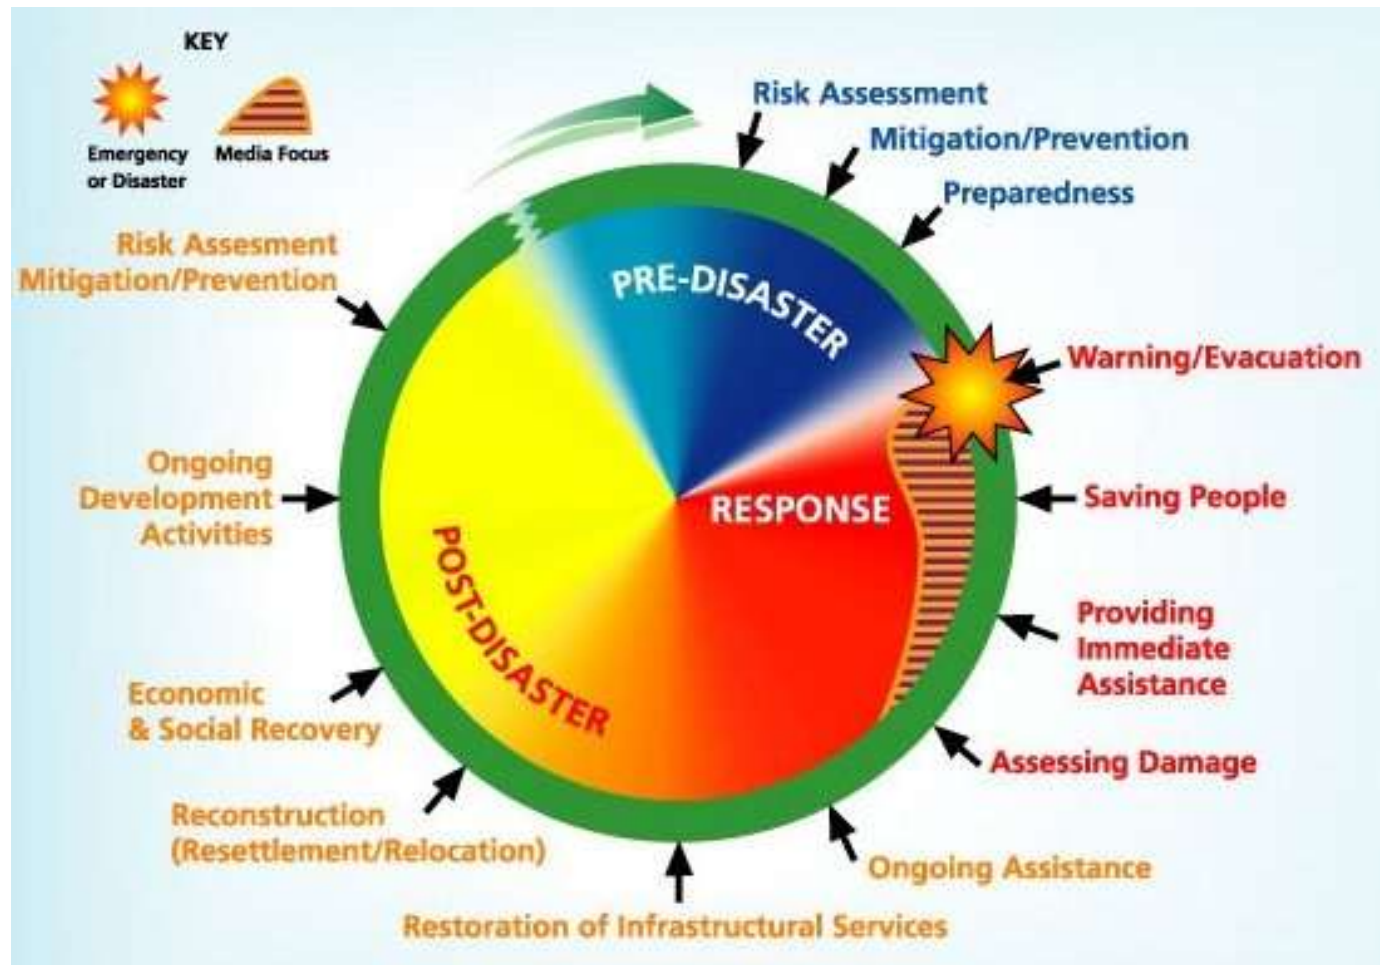 KEY
Emergency
or Disaster
Media Focus
Risk Assessment
Mitigation/Prevention
Preparedness
Warning/Evacuation
Saving People
Providing
Immediate
Assistance
Assessing Damage
Ongoing Assistance
Restoration of Infrastructural Services
Reconstruction
(Resettlement/Relocation)
Economic
& Social Recovery
Ongoing
Development
Activities
Risk Assesment
Mitigation/Prevention
PRE-DISASTER
RESPONSE
POST-DISASTER